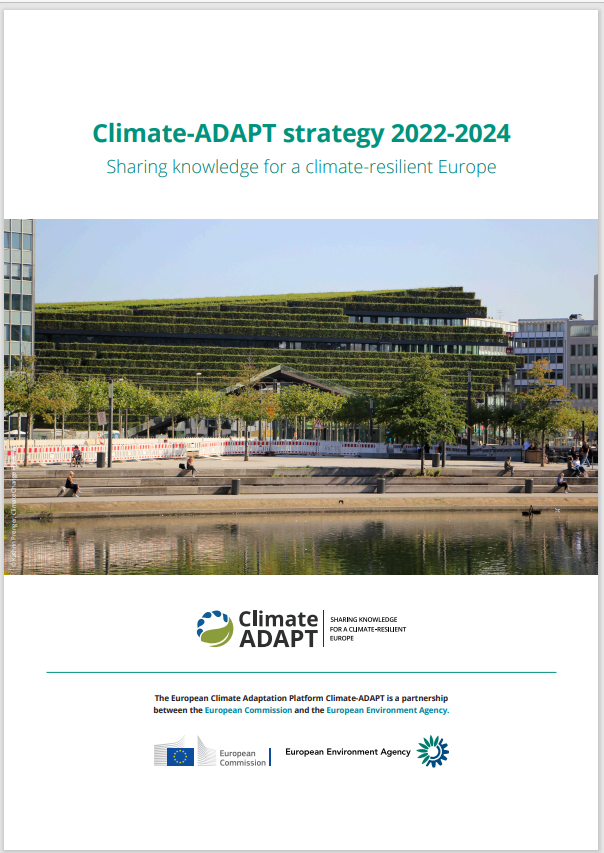 Climate-ADAPT strategy 2022-2024
Sharing knowledge for a climate-resilient Europe
Climate
ADAPT
SHARING KNOWLEDGE
FOR A CLIMATE-RESILIENT
EUROPE
The European Climate Adaptation Platform Climate-ADAPT is a partnership
between the European Commission and the European Environment Agency.
European
Commission
European Environment Agency